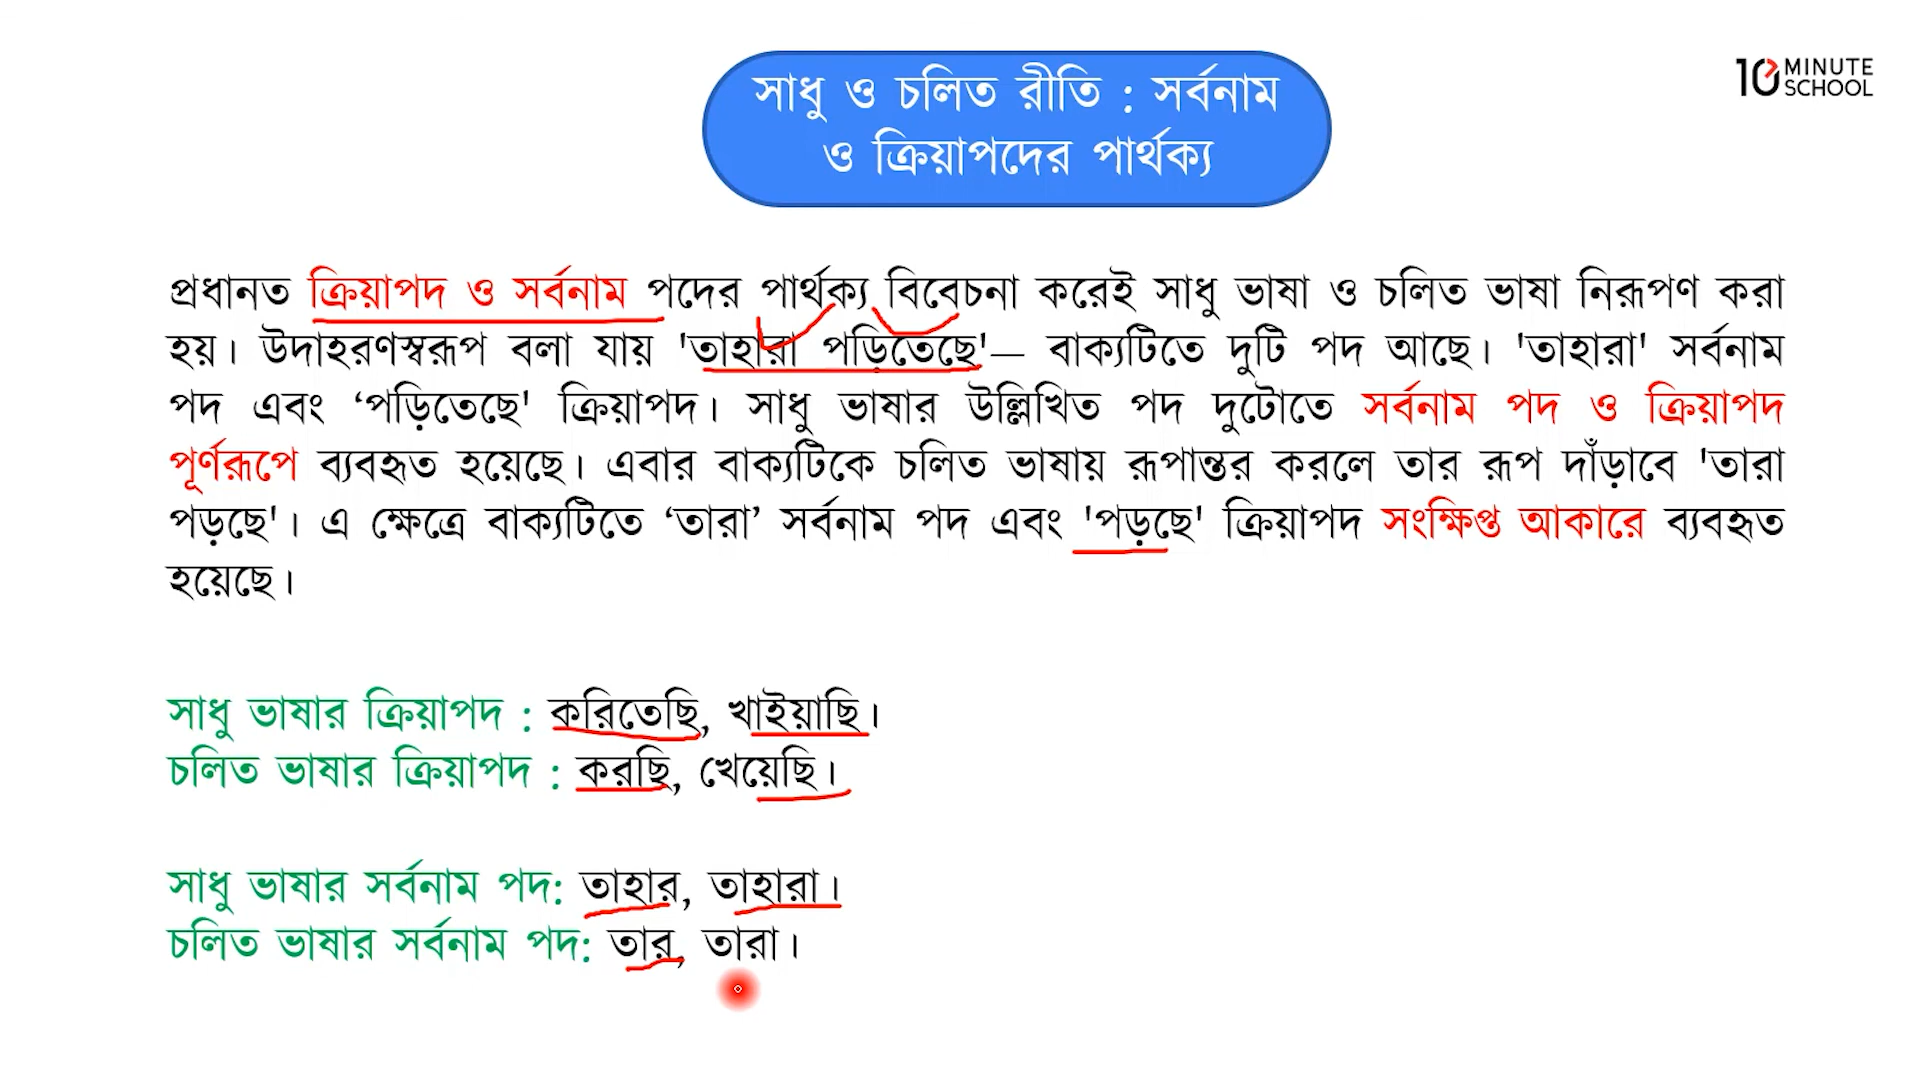 সাধু ও চলিত রীতি : সর্বনাম
ও ক্রিয়াপদের পার্থক্য
10 MINUTE
SCHOOL
প্রধানত ক্রিয়াপদ ও সর্বনাম পদের পার্থক্য বিবেচনা করেই সাধু ভাষা ও চলিত ভাষা নিরূপণ করা
হয়। উদাহরণস্বরূপ বলা যায় 'তাহারা পড়িতেছে'— বাক্যটিতে দুটি পদ আছে। 'তাহারা' সর্বনাম
পদ এবং ‘পড়িতেছে' ক্রিয়াপদ। সাধু ভাষার উল্লিখিত পদ দুটোতে সর্বনাম পদ ও ক্রিয়াপদ
পূর্ণরূপে ব্যবহৃত হয়েছে। এবার বাক্যটিকে চলিত ভাষায় রূপান্তর করলে তার রূপ দাঁড়াবে 'তারা
পড়ছে'। এ ক্ষেত্রে বাক্যটিতে ‘তারা’ সর্বনাম পদ এবং 'পড়ছে' ক্রিয়াপদ সংক্ষিপ্ত আকারে ব্যবহৃত
হয়েছে।
সাধু ভাষার ক্রিয়াপদ : করিতেছি, খাইয়াছি।
চলিত ভাষার ক্রিয়াপদ : করছি, খেয়েছি।
সাধু ভাষার সর্বনাম পদ: তাহার, তাহারা।
চলিত ভাষার সর্বনাম পদ: তার, তারা।